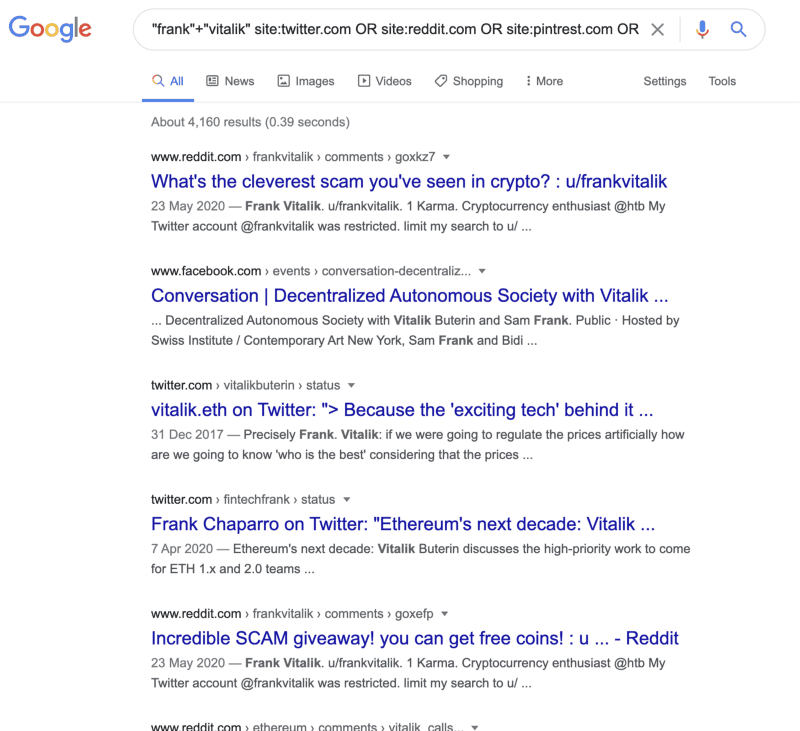 Google
"frank"+"vitalik" site:twitter.com OR site:reddit.com OR site:pintrest.com OR
All News Images Videos Shopping More Settings Tools
About 4,160 results (0.39 seconds)
www.reddit.com › frankvitalik › comments › goxkz7
What's the cleverest scam you've seen in crypto? : u/frankvitalik
23 May 2020 — Frank Vitalik. u/frankvitalik. 1 Karma. Cryptocurrency enthusiast @htb My
Twitter account @frankvitalik was restricted. limit my search to u/ ...
www.facebook.com › events › conversation-decentraliz...
Conversation | Decentralized Autonomous Society with Vitalik ...
... Decentralized Autonomous Society with Vitalik Buterin and Sam Frank. Public · Hosted by
Swiss Institute / Contemporary Art New York, Sam Frank and Bidi ...
twitter.com › vitalikbuterin › status
vitalik.eth on Twitter: "> Because the 'exciting tech' behind it ...
31 Dec 2017 — Precisely Frank. Vitalik: if we were going to regulate the prices artificially how
are we going to know 'who is the best' considering that the prices ...
twitter.com › fintechfrank › status
Frank Chaparro on Twitter: "Ethereum's next decade: Vitalik ...
7 Apr 2020 — Ethereum's next decade: Vitalik Buterin discusses the high-priority work to come
for ETH 1.x and 2.0 teams ...
www.reddit.com › frankvitalik › comments › goxefp
Incredible SCAM giveaway! you can get free coins! : u ... - Reddit
23 May 2020 — Frank Vitalik. u/frankvitalik. 1 Karma. Cryptocurrency enthusiast @htb My
Twitter account @frankvitalik was restricted. limit my search to u/ ...
www.reddit.com › ethereum › comments › vitalik_calls...